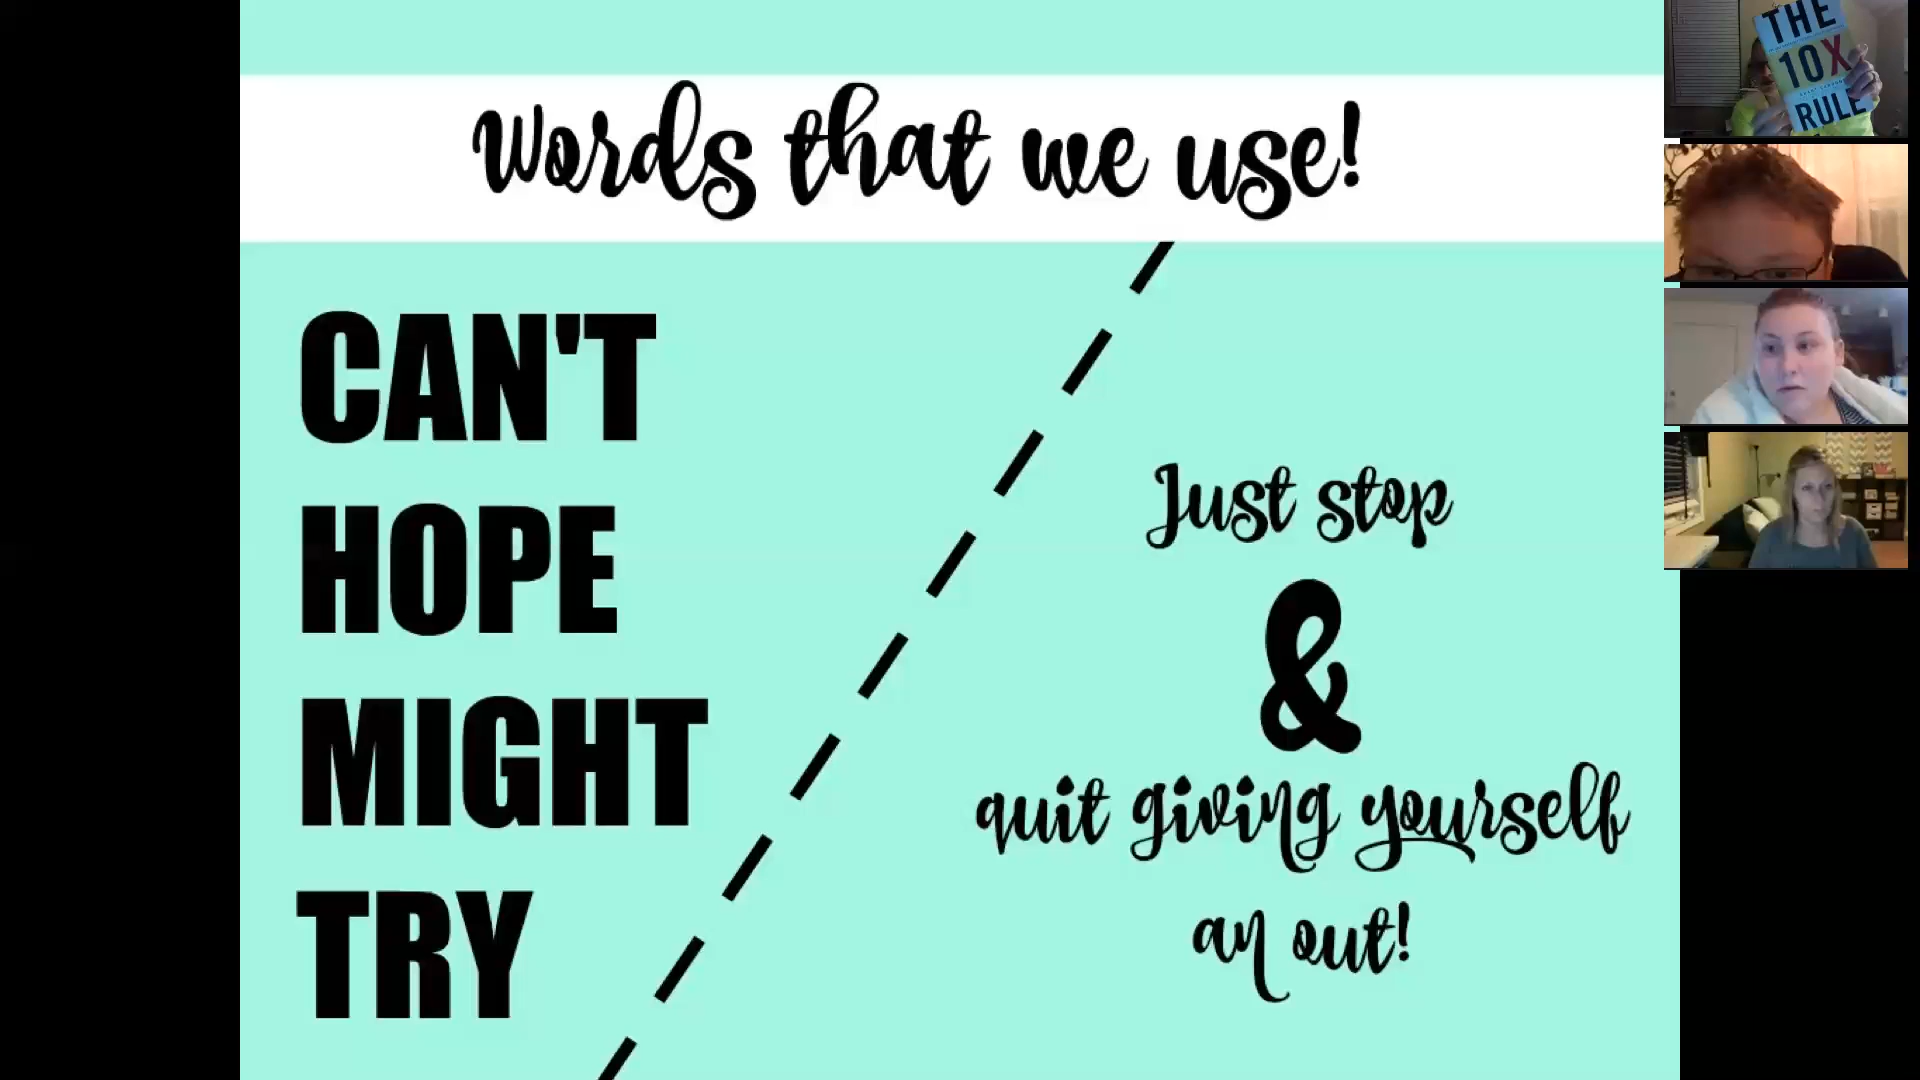 Words that we use!
CAN'T
HOPE
MIGHT
TRY
Just stop
&
quit giving yourself
an out!
THE
10X
RULE